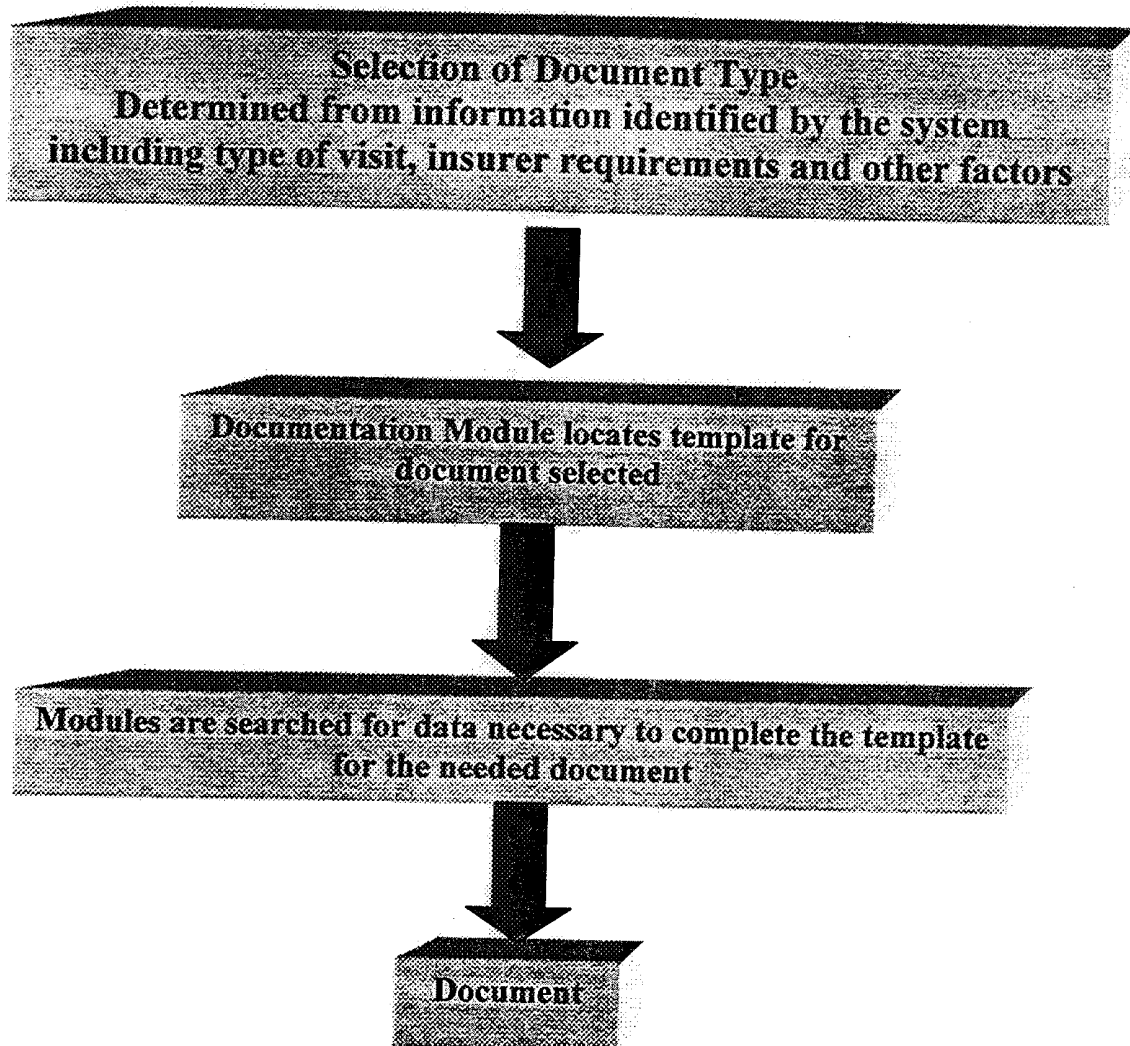 Selection of Document Type
Determined from information identified by the system
including type of visit, insurer requirements and other factors
Documentation Module locates template for
document selected
Modules are searched for data necessary to complete the template
for the needed document
Document